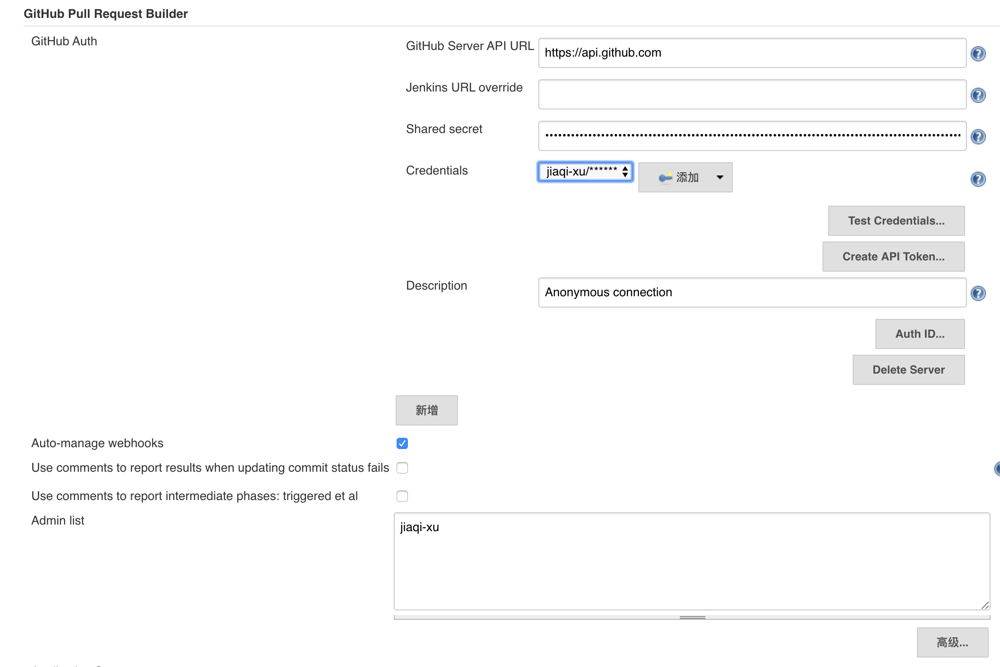 GitHub Pull Request Builder
GitHub Auth
GitHub Server API URL
https://api.github.com
Jenkins URL override
Shared secret
Credentials
jiaqi-xu/******
添加
Test Credentials...
Create API Token...
Description
Anonymous connection
Auth ID...
Delete Server
新增
Auto-manage webhooks
Use comments to report results when updating commit status fails
Use comments to report intermediate phases: triggered et al
Admin list
jiaqi-xu
高级...